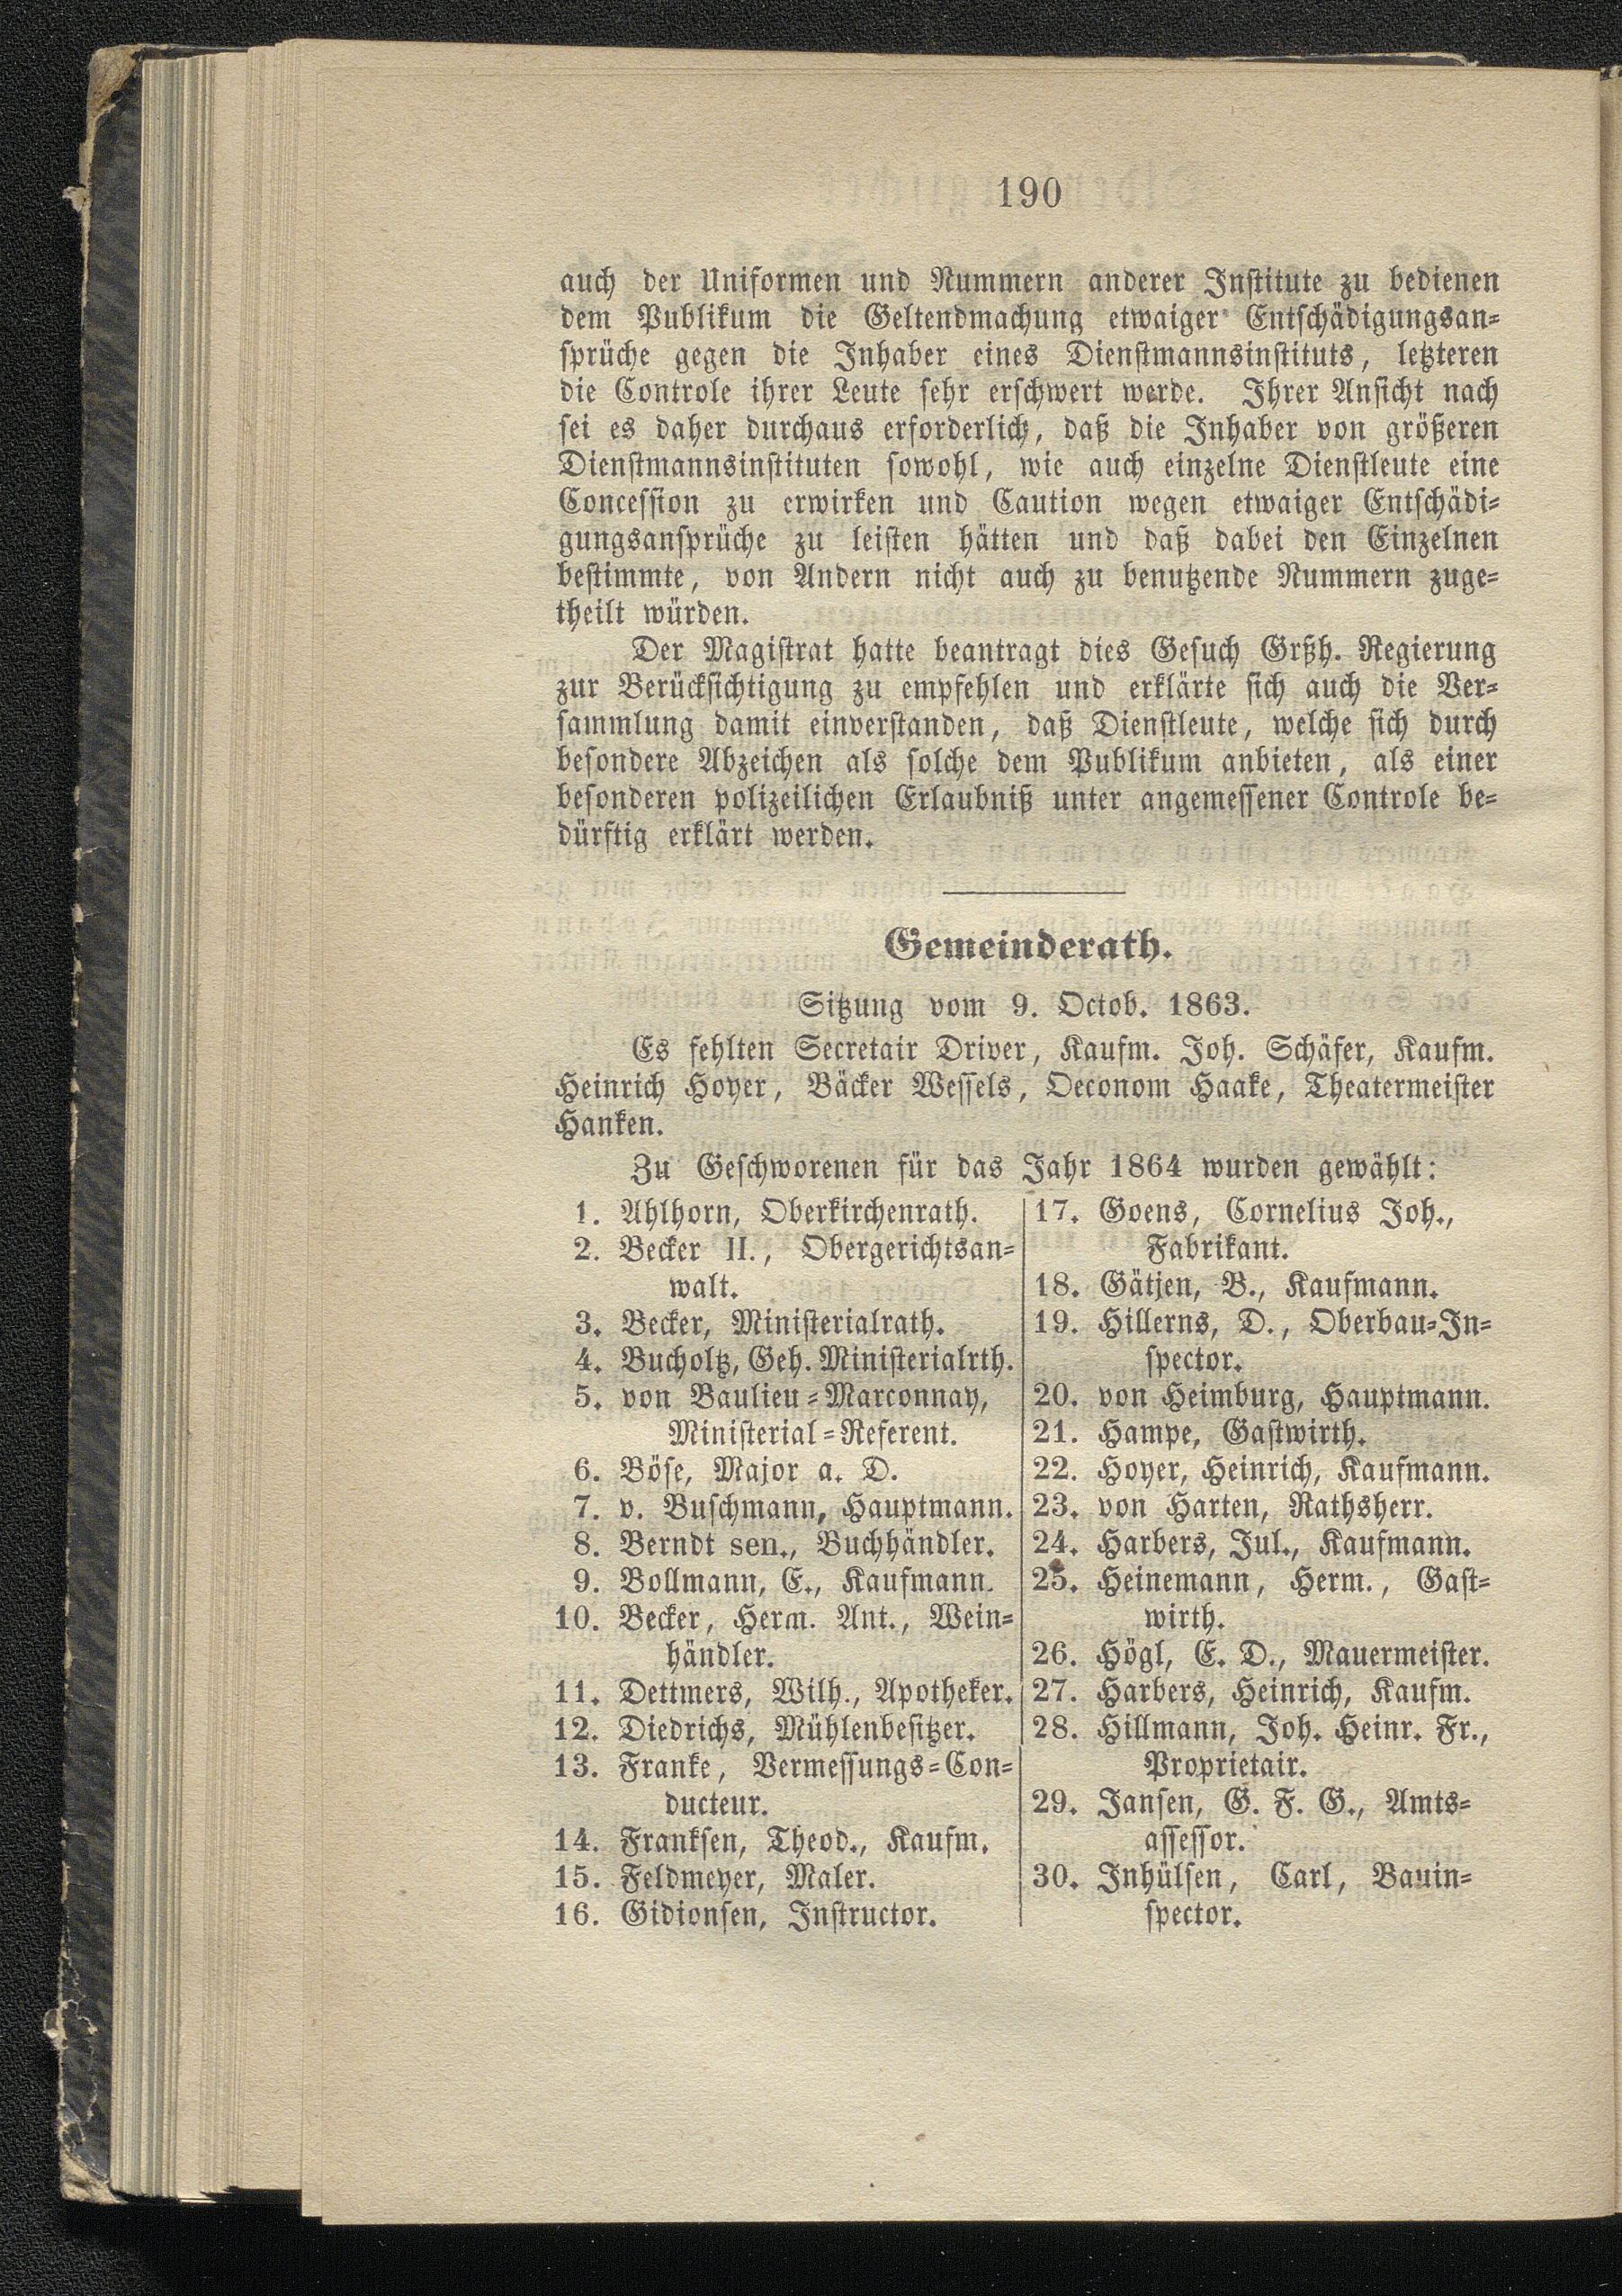 190
auch der Uniformen und Nummern anderer Institute zu bedienen
dem Publikum die Geltendmachung etwaiger Entschädigungsan=
sprüche gegen die Inhaber eines Dienstmannsinstituts, letzteren
die Controle ihrer Leute sehr erschwert werde. Ihrer Ansicht nach
sei es daher durchaus erforderlich, daß die Inhaber von größeren
Dienstmannsinstituten sowohl, wie auch einzelne Dienstleute eine
Concession zu erwirken und Caution wegen etwaiger Entschädi=
gungsansprüche zu leisten hätten und daß dabei den Einzelnen
bestimmte, von Andern nicht auch zu benutzende Nummern zuge=
theilt würden.
Der Magistrat hatte beantragt dies Gesuch Grßh. Regierung
zur Berücksichtigung zu empfehlen und erklärte sich auch die Ver=
sammlung damit einverstanden, daß Dienstleute, welche sich durch
besondere Abzeichen als solche dem Publikum anbieten, als einer
besonderen polizeilichen Erlaubniß unter angemessener Controle be=
dürftig erklärt werden.
Gemeinderath.
Sitzung vom 9. Octob. 1863.
Es fehlten Secretair Driver, Kaufm. Joh. Schäfer, Kaufm.
Heinrich Hoyer, Bäcker Wessels, Oeconom Haake, Theatermeister
Hanken.
Zu Geschworenen für das Jahr 1864 wurden gewählt:
1. Ahlhorn, Oberkirchenrath.
2. Becker II., Obergerichtsan=
walt.
3. Becker, Ministerialrath.
4. Bucholtz, Geh. Ministerialrth.
5. von Baulieu=Marconnay,
Ministerial=Referent.
6. Böse, Major a. D.
7. v. Buschmann, Hauptmann.
8. Berndt sen., Buchhändler.
9. Bollmann, E., Kaufmann.
10. Becker, Herm. Ant., Wein=
händler.
11. Dettmers, Wilh., Apotheker.
12. Diedrichs, Mühlenbesitzer.
13. Franke, Vermessungs=Con=
ducteur.
14. Franksen, Theod., Kaufm.
15. Feldmeyer, Maler.
16. Gidionsen, Instructor.
17. Goens, Cornelius Joh.,
Fabrikant.
18. Gätjen, B., Kaufmann.
19. Hillerns, D., Oberbau=In=
spector.
20. von Heimburg, Hauptmann.
21. Hampe, Gastwirth.
22. Hoyer, Heinrich, Kaufmann.
23. von Harten, Rathsherr.
24. Harbers, Jul., Kaufmann.
25. Heinemann, Herm., Gast=
wirth.
26. Högl, E. D., Mauermeister.
27. Harbers, Heinrich, Kaufm.
28. Hillmann, Joh. Heinr. Fr.,
Proprietair.
29. Jansen, G. F. G., Amts=
assessor.
30. Inhülsen, Carl, Bauin=
spector.